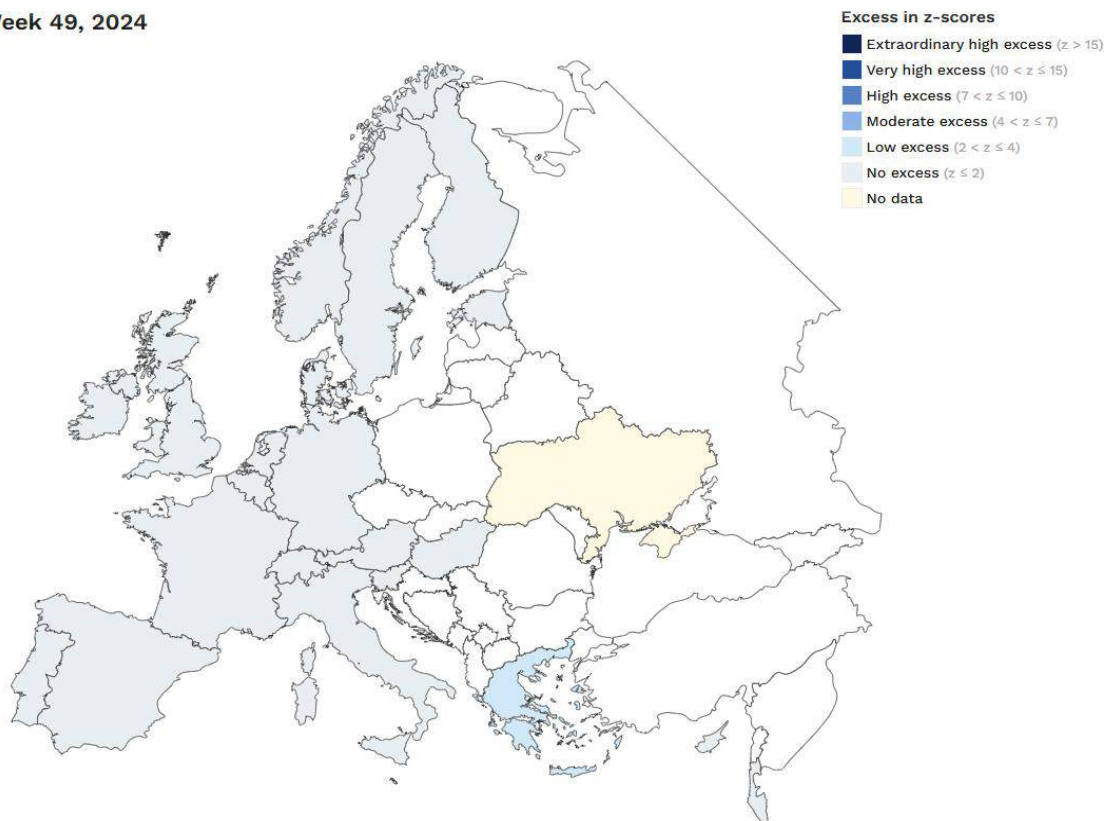 Week 49, 2024
Excess in z-scores
Extraordinary high excess (z > 15)
Very high excess (10 < z ≤ 15)
High excess (7 < z ≤ 10)
Moderate excess (4 < z ≤ 7)
Low excess (2 < z ≤ 4)
No excess (z ≤ 2)
No data